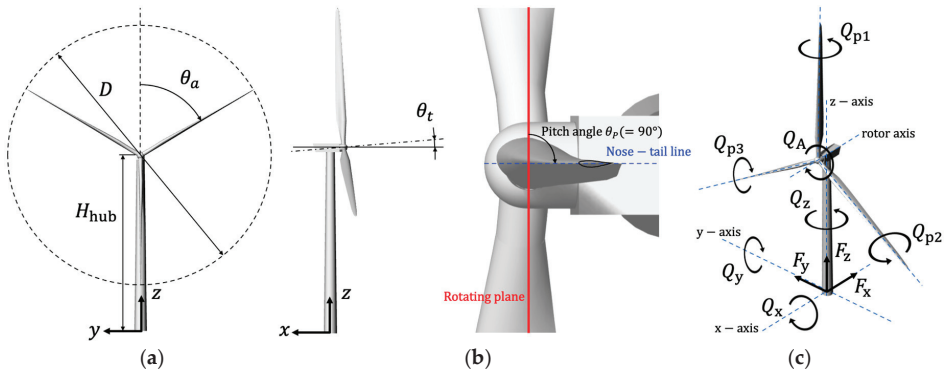 D
θa
θt
Hhub
z
y
z
x
(a)
Pitch angle θP(= 90°)
Nose − tail line
Rotating plane
(b)
Qp1
z − axis
rotor axis
QA
Qp3
Qz
y − axis
Qp2
Fz
Fy
Qy
Fx
Qx
x − axis
(c)